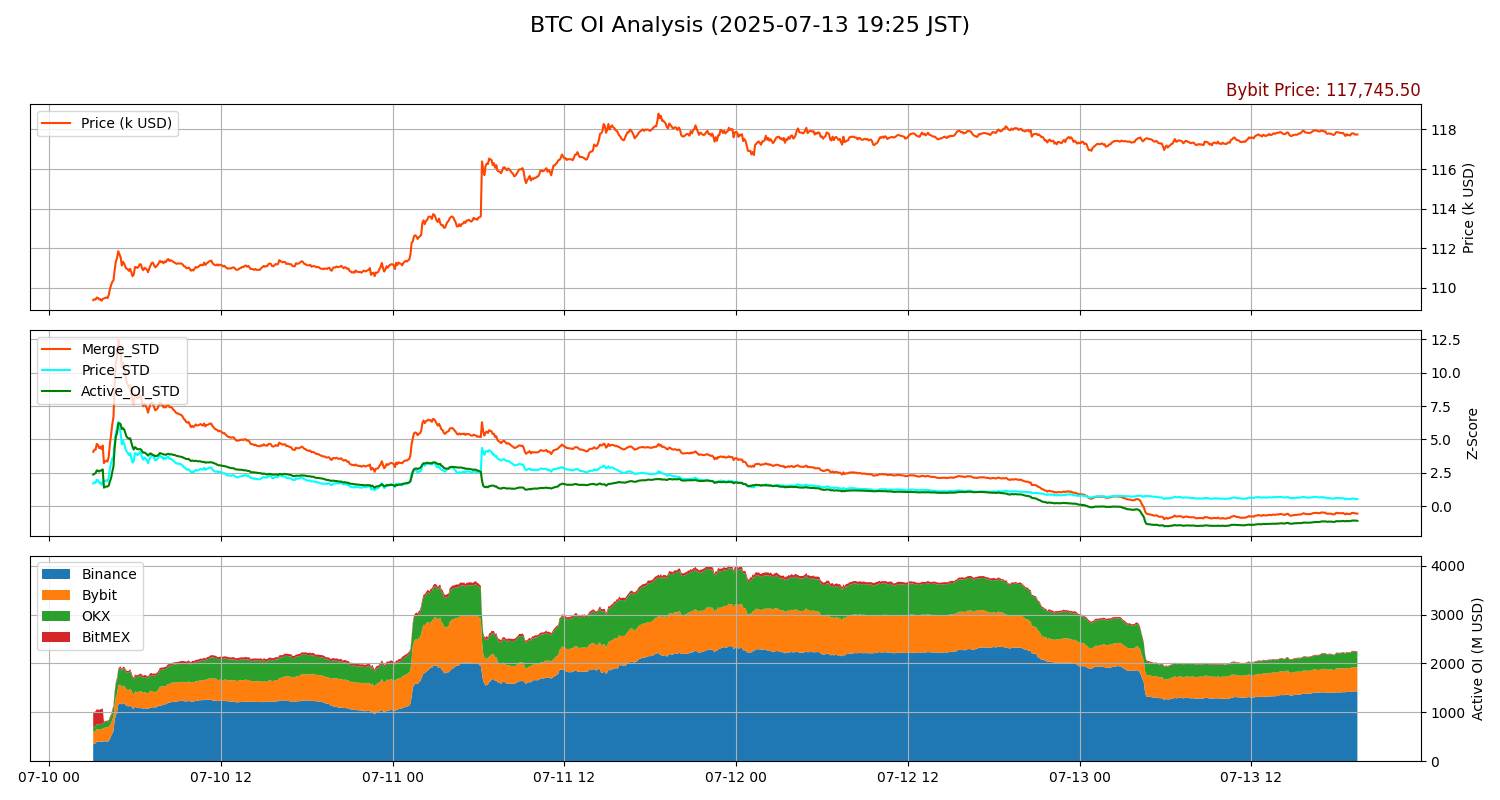 BTC OI Analysis (2025-07-13 19:25 JST)
Bybit Price: 117,745.50
Price (k USD)
118
116
114
112
110
Price (k USD)
Merge_STD
Price_STD
Active_OI_STD
12.5
10.0
7.5
5.0
2.5
0.0
Z-Score
Binance
Bybit
OKX
BitMEX
4000
3000
2000
1000
0
Active OI (M USD)
07-10 00
07-10 12
07-11 00
07-11 12
07-12 00
07-12 12
07-13 00
07-13 12